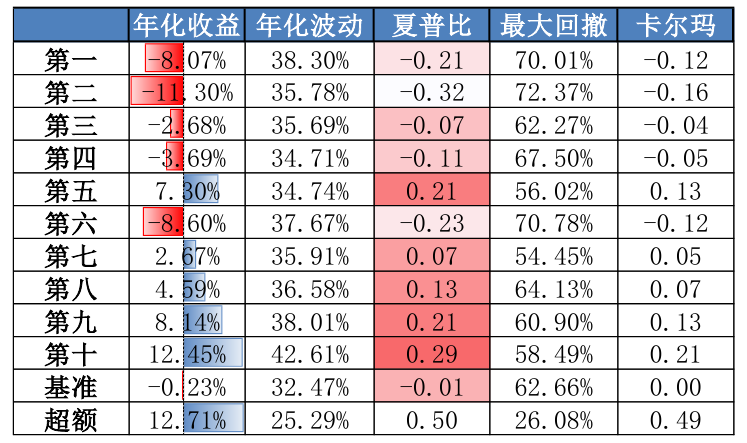 年化收益 年化波动 夏普比 最大回撤 卡尔玛
第一 -8.07% 38.30% -0.21 70.01% -0.12
第二 -11.30% 35.78% -0.32 72.37% -0.16
第三 -2.68% 35.69% -0.07 62.27% -0.04
第四 -3.69% 34.71% -0.11 67.50% -0.05
第五 7.30% 34.74% 0.21 56.02% 0.13
第六 -8.60% 37.67% -0.23 70.78% -0.12
第七 2.67% 35.91% 0.07 54.45% 0.05
第八 4.59% 36.58% 0.13 64.13% 0.07
第九 8.14% 38.01% 0.21 60.90% 0.13
第十 12.45% 42.61% 0.29 58.49% 0.21
基准 -0.23% 32.47% -0.01 62.66% 0.00
超额 12.71% 25.29% 0.50 26.08% 0.49